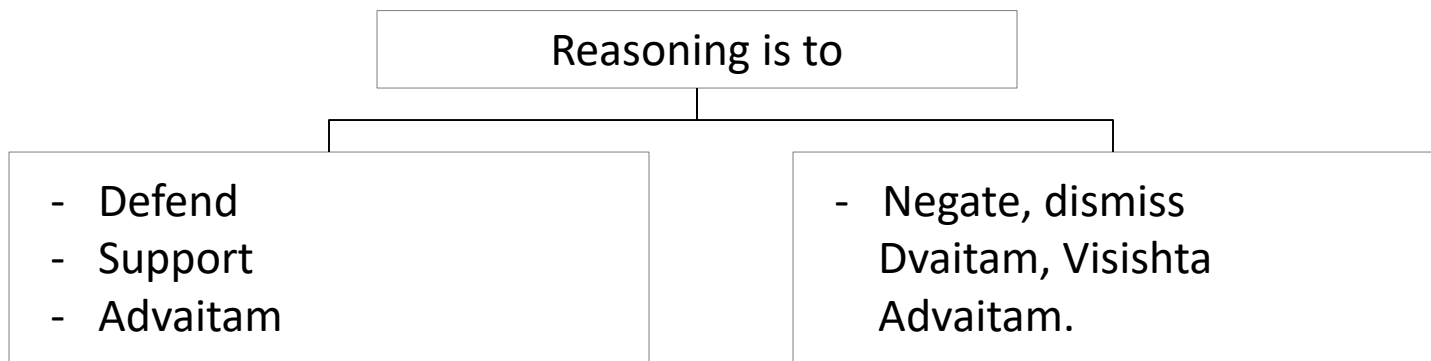 Reasoning is to
- Defend
- Support
- Advaitam
- Negate, dismiss
Dvaitam, Visishta
Advaitam.